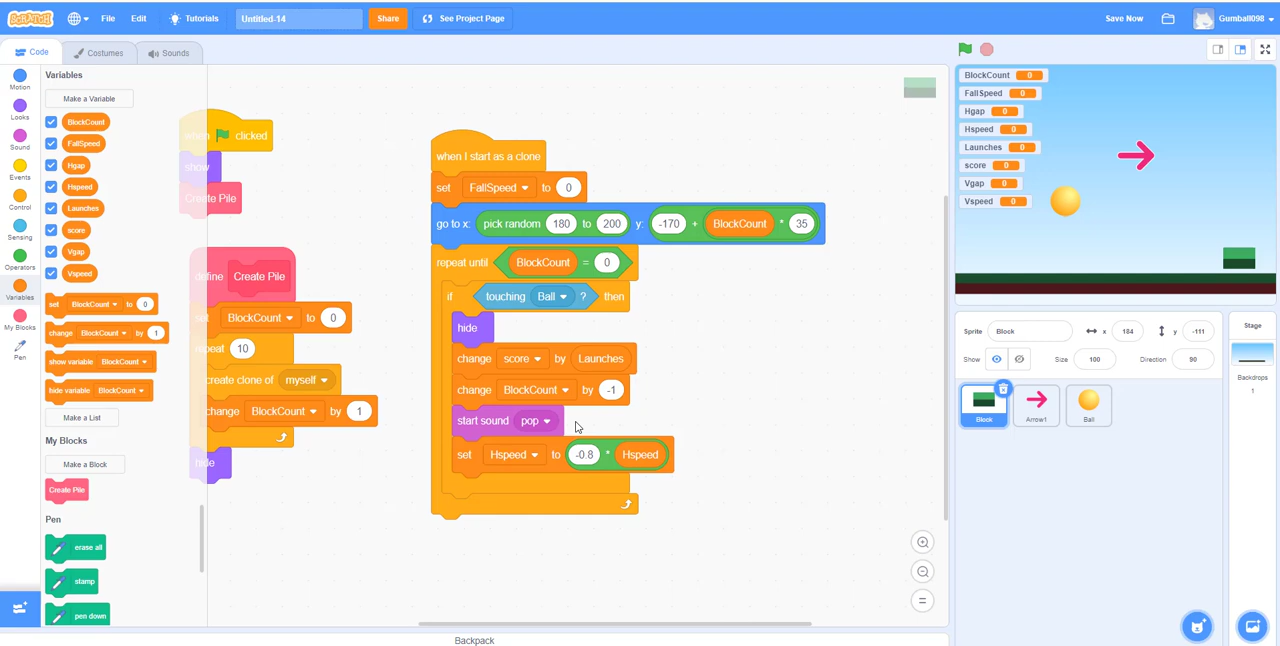 SCRATCH File Edit Tutorials Untitled-14 Share See Project Page Save Now Gumball098
Code Costumes Sounds
Motion
Looks
Sound
Events
Control
Sensing
Operators
Variables
My Blocks
Pen
Variables
Make a Variable
BlockCount
FallSpeed
Hgap
Hspeed
Launches
score
Vgap
Vspeed
set BlockCount to 0
change BlockCount by 1
show variable BlockCount
hide variable BlockCount
Make a List
My Blocks
Make a Block
Create Pile
Pen
erase all
stamp
pen down
when clicked
show
Create Pile
define Create Pile
set BlockCount to 0
repeat 10
create clone of myself
change BlockCount by 1
hide
when I start as a clone
set FallSpeed to 0
go to x: pick random 180 to 200 y: -170 + BlockCount * 35
repeat until BlockCount = 0
if touching Ball ? then
hide
change score by Launches
change BlockCount by -1
start sound pop
set Hspeed to -0.8 * Hspeed
Backpack
BlockCount 0
FallSpeed 0
Hgap 0
Hspeed 0
Launches 0
score 0
Vgap 0
Vspeed 0
Sprite Block x 184 y -111
Show Size 100 Direction 90
Block Arrow1 Ball
Stage
Backdrops
1